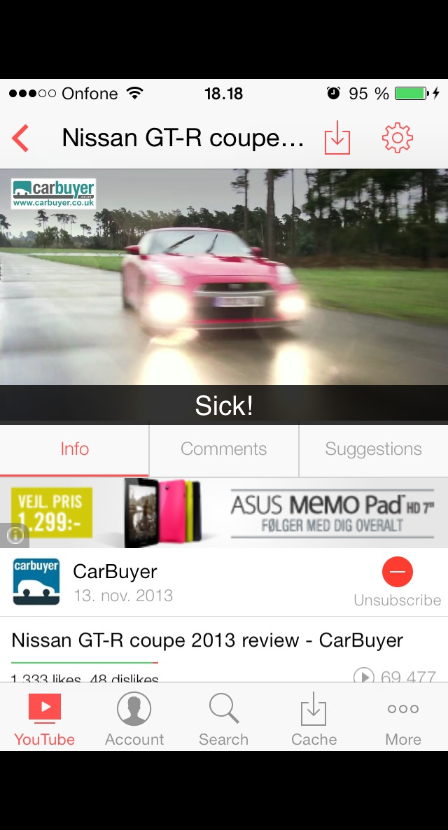 Onfone 18.18 95 %
Nissan GT-R coupe...
carbuyer
www.carbuyer.co.uk
Sick!
Info Comments Suggestions
VEJL. PRIS
1.299:-
ASUS MeMO Pad™ HD 7"
FØLGER MED DIG OVERALT
carbuyer
CarBuyer
13. nov. 2013
Unsubscribe
Nissan GT-R coupe 2013 review - CarBuyer
1.333 likes, 48 dislikes
69.477
YouTube Account Search Cache More